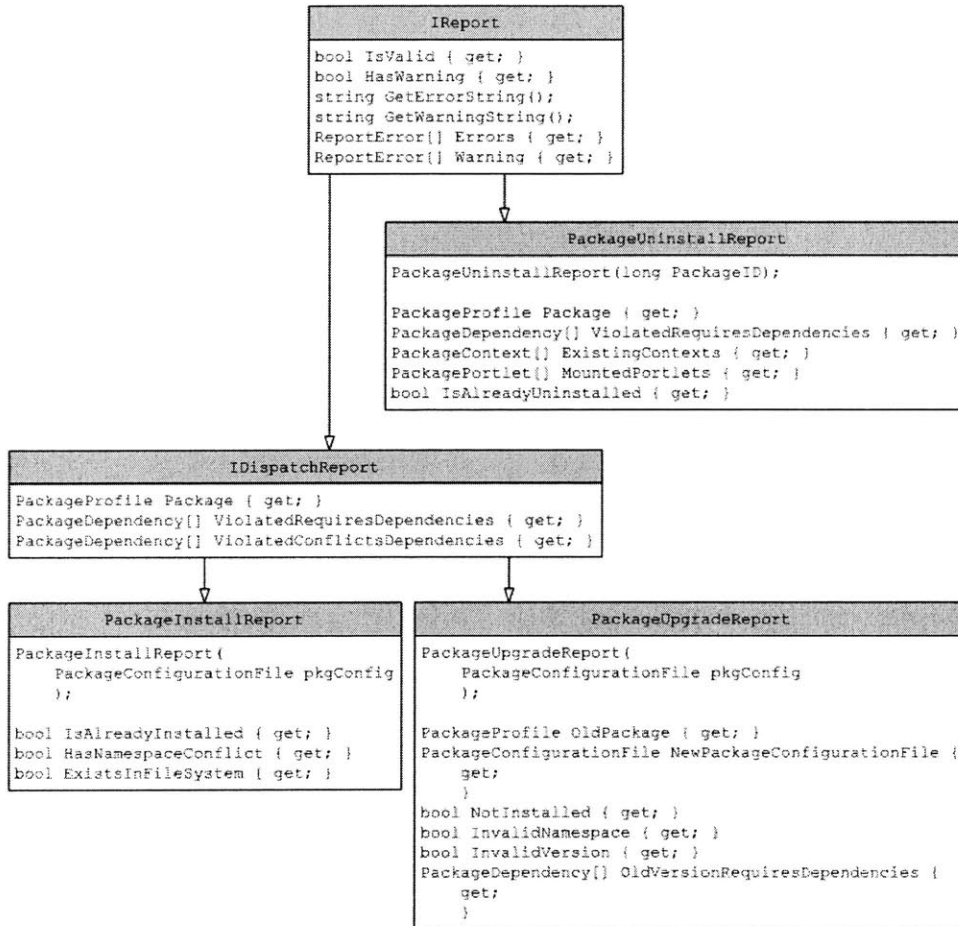 IReport
bool IsValid { get; }
bool HasWarning { get; }
string GetErrorString();
string GetWarningString();
ReportError[] Errors { get; }
ReportError[] Warning { get; }
PackageUninstallReport
PackageUninstallReport(long PackageID);
PackageProfile Package { get; }
PackageDependency[] ViolatedRequiresDependencies { get; }
PackageContext[] ExistingContexts { get; }
PackagePortlet[] MountedPortlets { get; }
bool IsAlreadyUninstalled { get; }
IDispatchReport
PackageProfile Package { get; }
PackageDependency[] ViolatedRequiresDependencies { get; }
PackageDependency[] ViolatedConflictsDependencies { get; }
PackageInstallReport
PackageInstallReport(
PackageConfigurationFile pkgConfig
);
bool IsAlreadyInstalled { get; }
bool HasNamespaceConflict { get; }
bool ExistsInFileSystem { get; }
PackageUpgradeReport
PackageUpgradeReport(
PackageConfigurationFile pkgConfig
);
PackageProfile OldPackage { get; }
PackageConfigurationFile NewPackageConfigurationFile {
get;
}
bool NotInstalled { get; }
bool InvalidNamespace { get; }
bool InvalidVersion { get; }
PackageDependency[] OldVersionRequiresDependencies {
get;
}